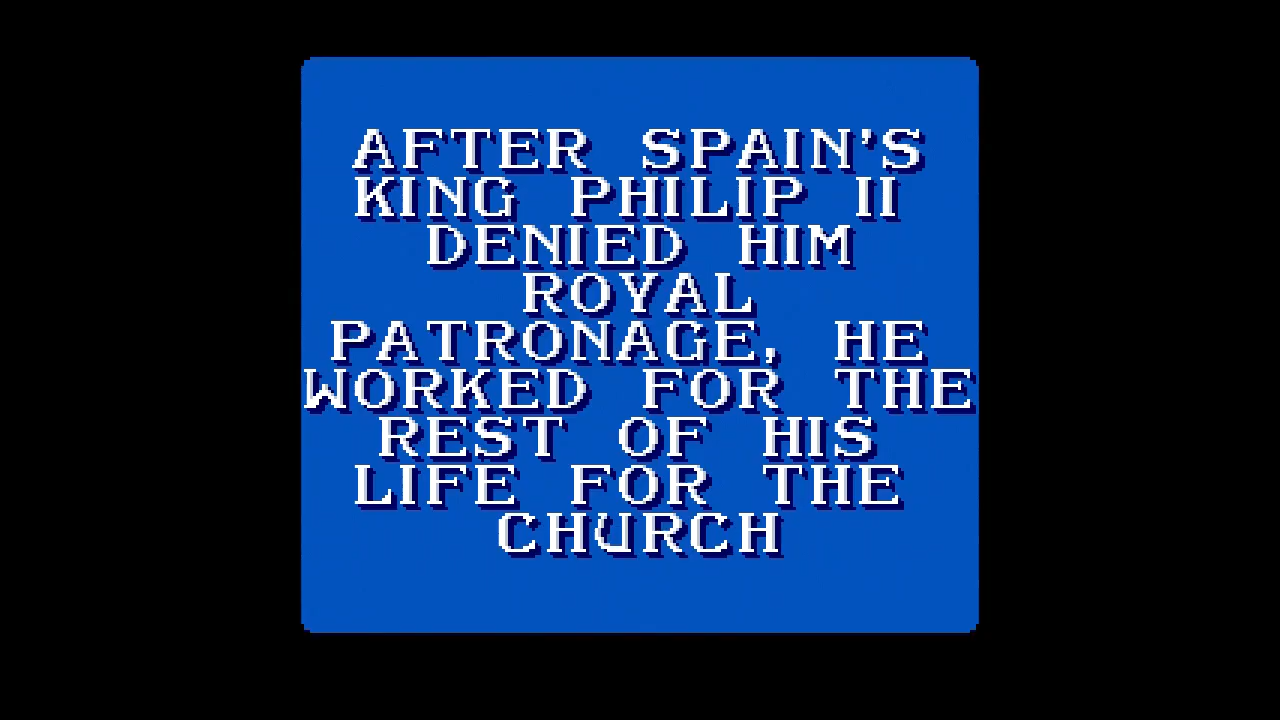 AFTER SPAIN'S
KING PHILIP II
DENIED HIM
ROYAL
PATRONAGE, HE
WORKED FOR THE
REST OF HIS
LIFE FOR THE
CHURCH